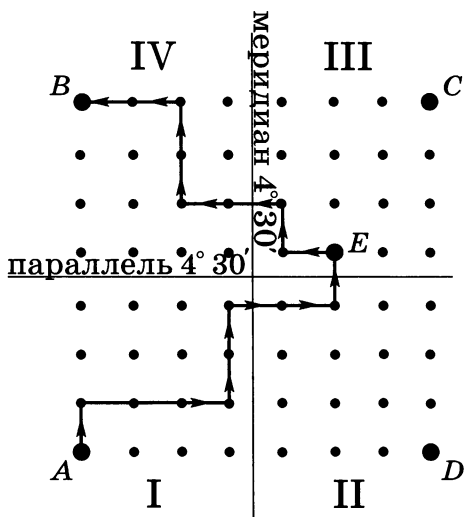 IV
III
B
C
меридиан 4° 30′
E
параллель 4° 30′
A
D
I
II